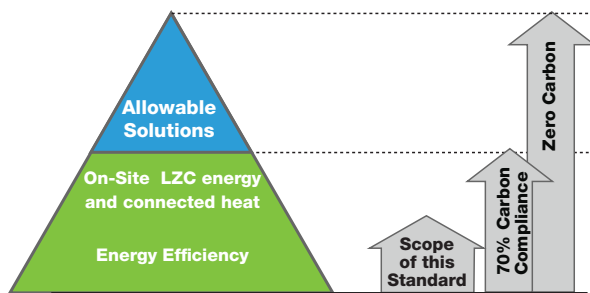 Allowable
Solutions
On-Site LZC energy
and connected heat
Energy Efficiency
Scope
of this
Standard
70% Carbon
Compliance
Zero Carbon